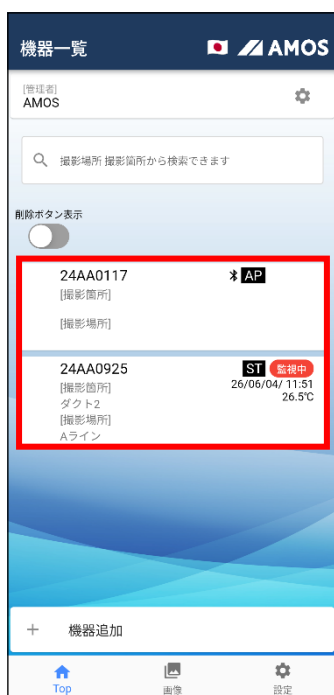 機器一覧
AMOS
[管理者]
AMOS
撮影場所 撮影箇所から検索できます
削除ボタン表示
24AA0117
AP
[撮影箇所]
[撮影場所]
24AA0925
ST 監視中
[撮影箇所]
26/06/04/ 11:51
ダクト2
26.5℃
[撮影場所]
Aライン
+ 機器追加
Top 画像 設定